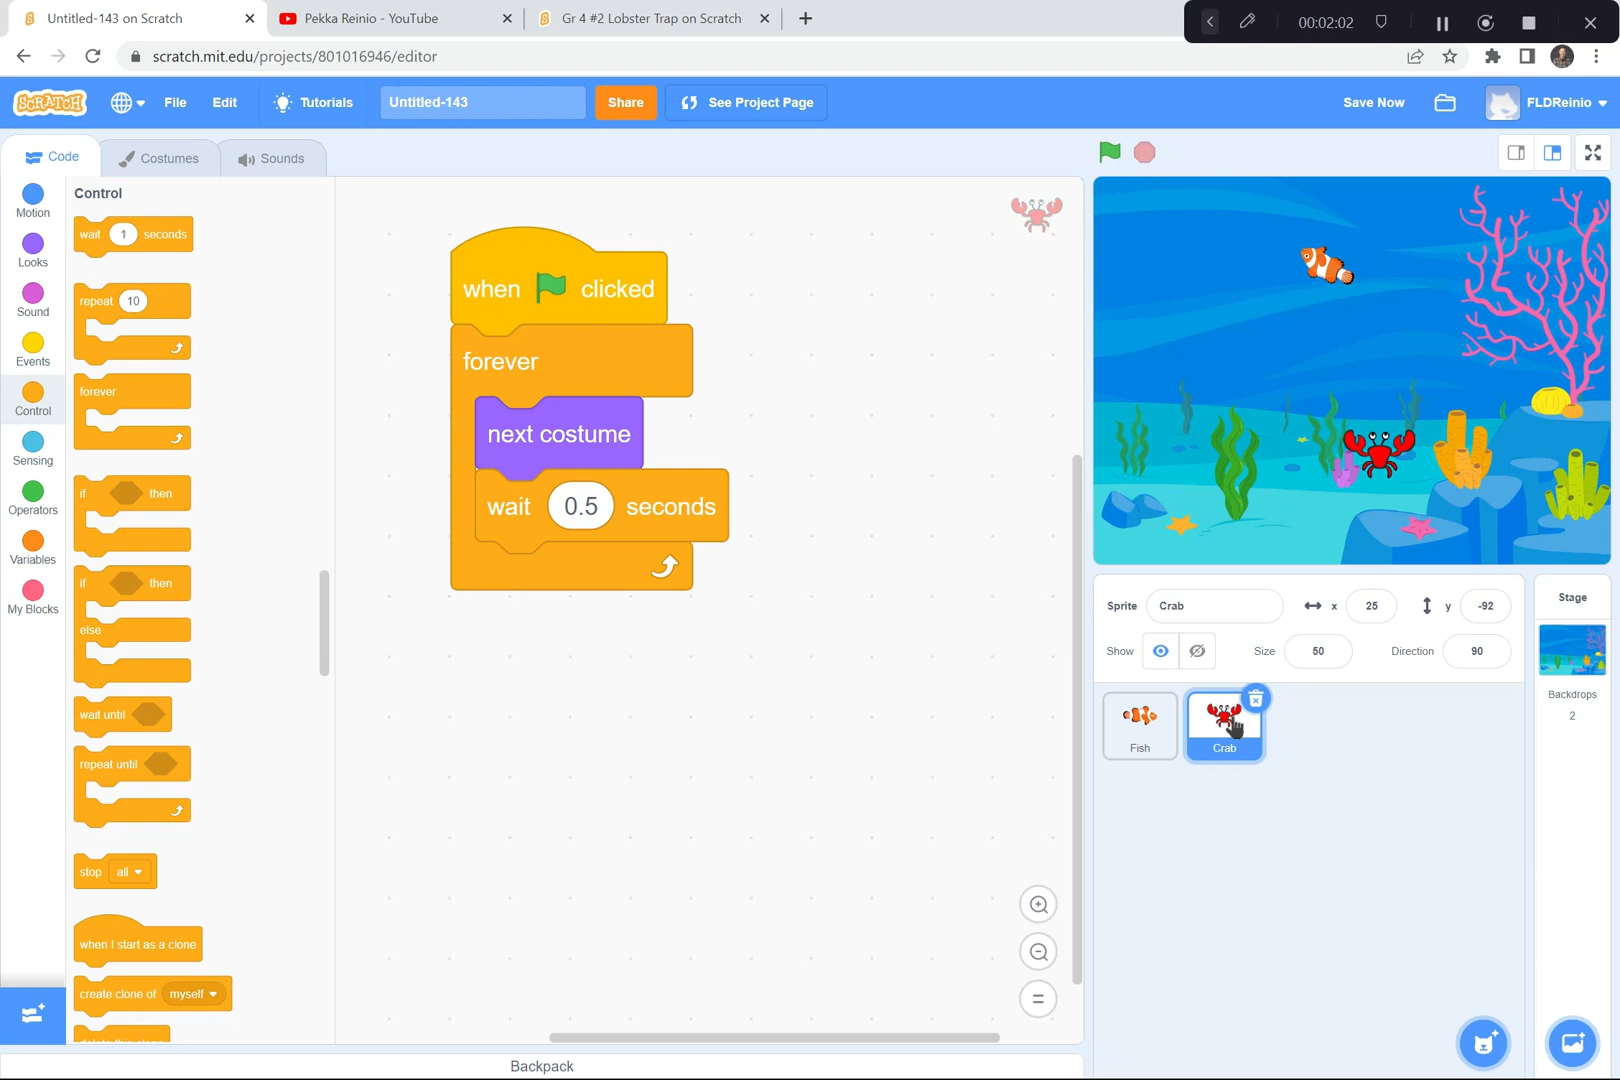 Untitled-143 on Scratch
Pekka Reinio - YouTube
Gr 4 #2 Lobster Trap on Scratch
00:02:02
scratch.mit.edu/projects/801016946/editor
SCRATCH
File
Edit
Tutorials
Untitled-143
Share
See Project Page
Save Now
FLDReinio
Code
Costumes
Sounds
Motion
Looks
Sound
Events
Control
Sensing
Operators
Variables
My Blocks
Control
wait 1 seconds
repeat 10
forever
if then
if then
else
wait until
repeat until
stop all
when I start as a clone
create clone of myself
when clicked
forever
next costume
wait 0.5 seconds
Sprite Crab x 25 y -92
Show Size 50 Direction 90
Fish
Crab
Stage
Backdrops
2
Backpack